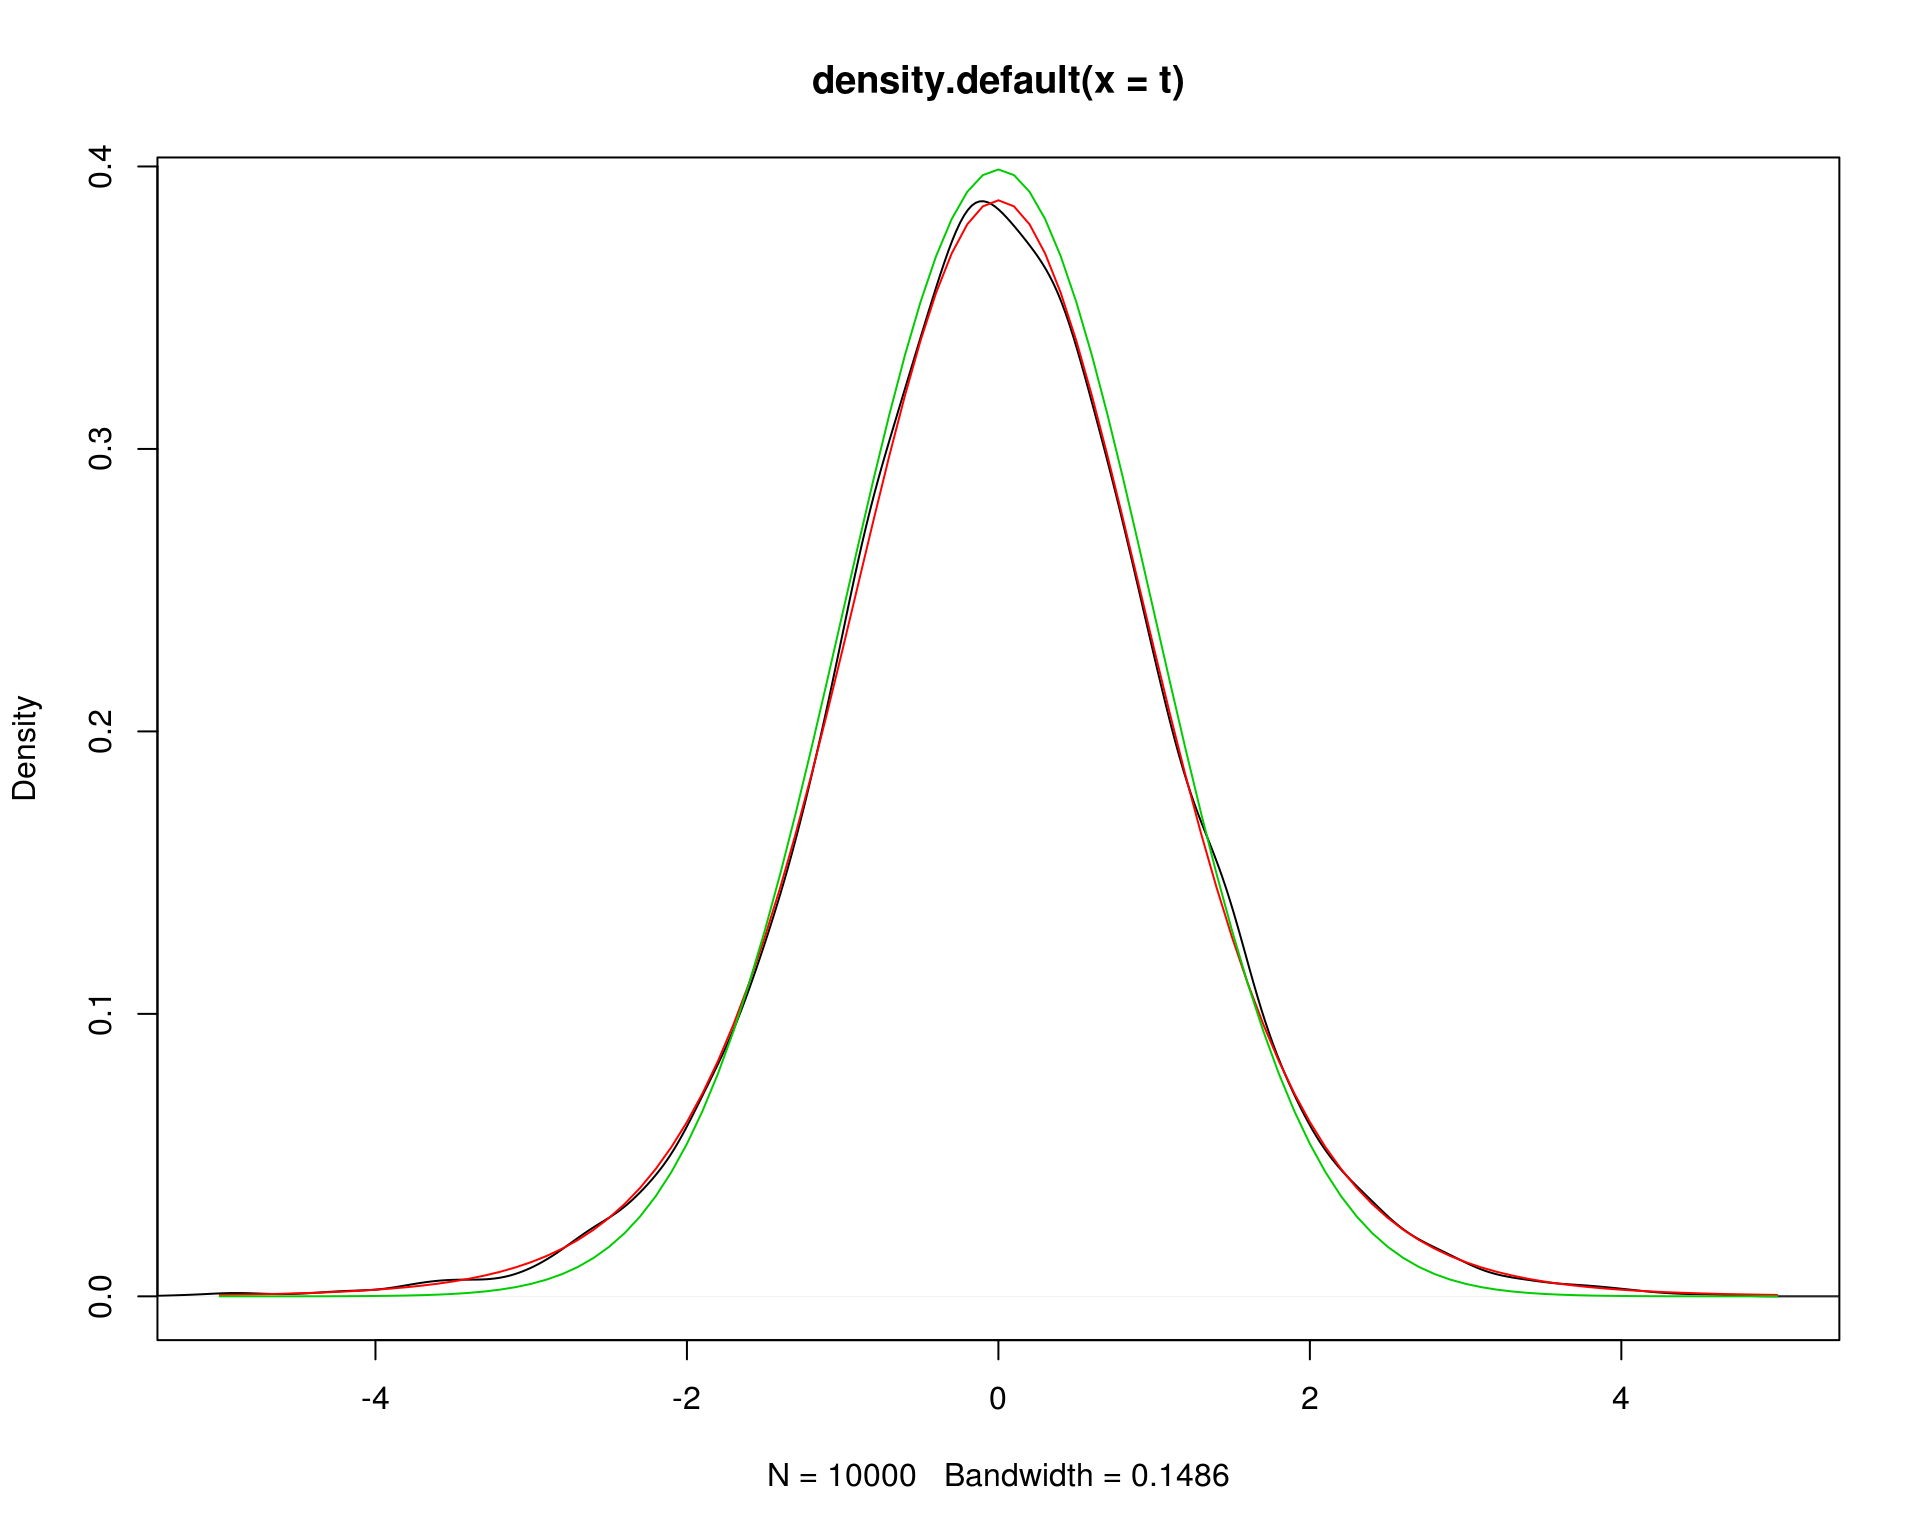 density.default(x = t)
Density
0.4
0.3
0.2
0.1
0.0
-4 -2 0 2 4
N = 10000 Bandwidth = 0.1486